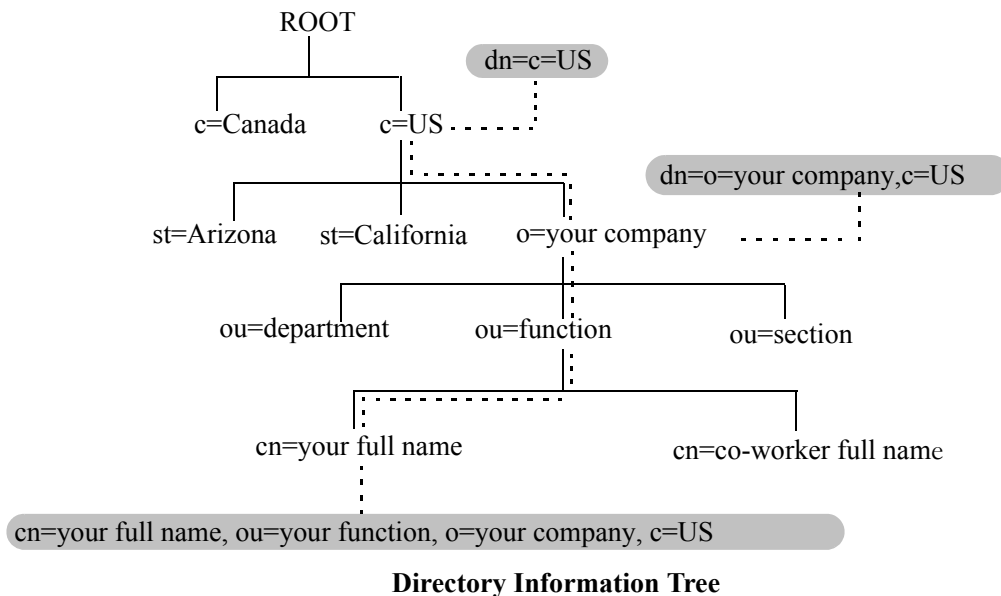 ROOT
dn=c=US
c=Canada
c=US
dn=o=your company,c=US
st=Arizona
st=California
o=your company
ou=department
ou=function
ou=section
cn=your full name
cn=co-worker full name
cn=your full name, ou=your function, o=your company, c=US
Directory Information Tree